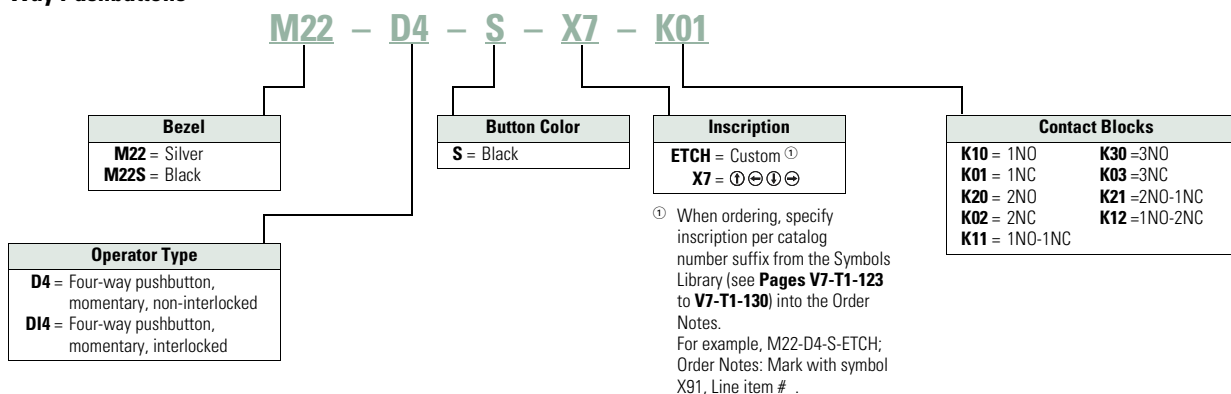 Way Pushbuttons
M22 – D4 – S – X7 – K01
Bezel
M22 = Silver
M22S = Black
Operator Type
D4 = Four-way pushbutton,
momentary, non-interlocked
DI4 = Four-way pushbutton,
momentary, interlocked
Button Color
S = Black
Inscription
ETCH = Custom ①
X7 = ⇧⇦⇩⇨
① When ordering, specify
inscription per catalog
number suffix from the Symbols
Library (see Pages V7-T1-123
to V7-T1-130) into the Order
Notes.
For example, M22-D4-S-ETCH;
Order Notes: Mark with symbol
X91, Line item #_.
Contact Blocks
K10 = 1NO
K01 = 1NC
K20 = 2NO
K02 = 2NC
K11 = 1NO-1NC
K30 =3NO
K03 =3NC
K21 =2NO-1NC
K12 =1NO-2NC